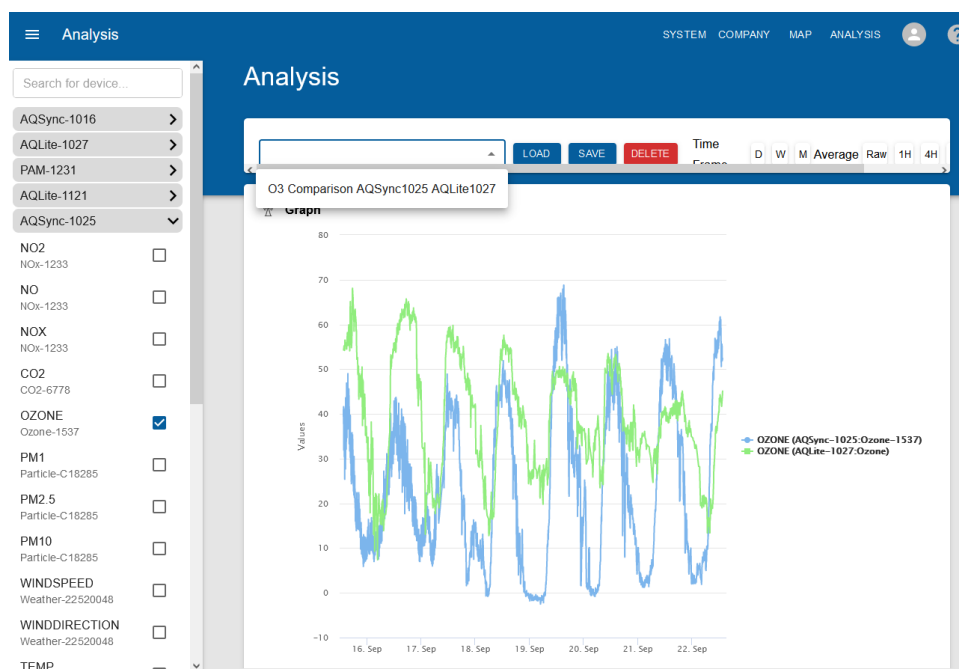 Analysis
SYSTEM COMPANY MAP ANALYSIS ?
Search for device...
AQSync-1016
AQLite-1027
PAM-1231
AQLite-1121
AQSync-1025
NO2
NOx-1233
NO
NOx-1233
NOX
NOx-1233
CO2
CO2-6778
OZONE
Ozone-1537
PM1
Particle-C18285
PM2.5
Particle-C18285
PM10
Particle-C18285
WINDSPEED
Weather-22520048
WINDDIRECTION
Weather-22520048
TEMP
Analysis
LOAD SAVE DELETE Time Frame D W M Average Raw 1H 4H
O3 Comparison AQSync1025 AQLite1027
Graph
80
70
60
50
40
30
20
10
0
-10
Values
16. Sep 17. Sep 18. Sep 19. Sep 20. Sep 21. Sep 22. Sep
OZONE (AQSync-1025:Ozone-1537)
OZONE (AQLite-1027:Ozone)